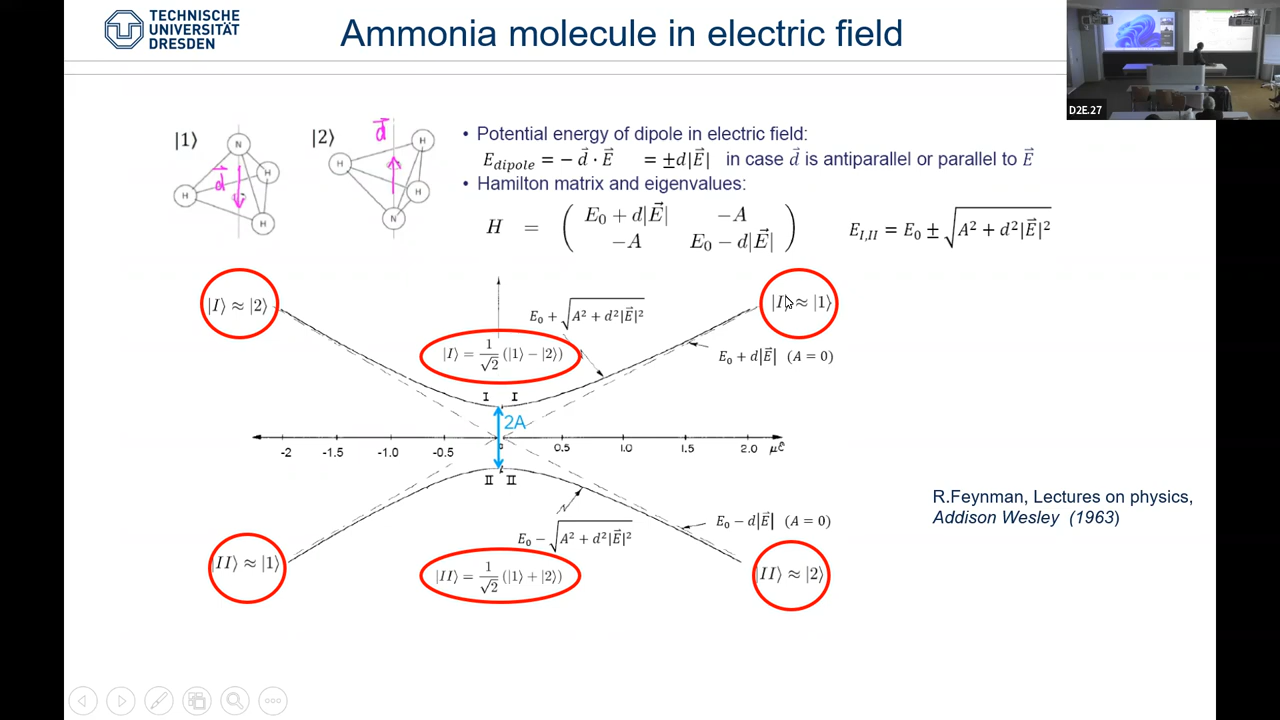 TECHNISCHE
UNIVERSITÄT
DRESDEN
Ammonia molecule in electric field
D2E.27
|1⟩
|2⟩
N
H
H
H
d⃗
d⃗
H
H
H
N
• Potential energy of dipole in electric field:
E_dipole = − d⃗ · E⃗ = ±d|E⃗| in case d⃗ is antiparallel or parallel to E⃗
• Hamilton matrix and eigenvalues:
H = ( E₀ + d|E⃗| −A
−A E₀ − d|E⃗| )
E_I,II = E₀ ± √(A² + d²|E⃗|²)
|I⟩ ≈ |2⟩
|I⟩ ≈ |1⟩
E₀ + √(A² + d²|E⃗|²)
|I⟩ = 1/√2 (|1⟩ − |2⟩)
E₀ + d|E⃗| (A = 0)
I I
2A
-2 -1.5 -1.0 -0.5 0 0.5 1.0 1.5 2.0 με
II II
E₀ − √(A² + d²|E⃗|²)
E₀ − d|E⃗| (A = 0)
|II⟩ ≈ |1⟩
|II⟩ = 1/√2 (|1⟩ + |2⟩)
|II⟩ ≈ |2⟩
R.Feynman, Lectures on physics,
Addison Wesley (1963)